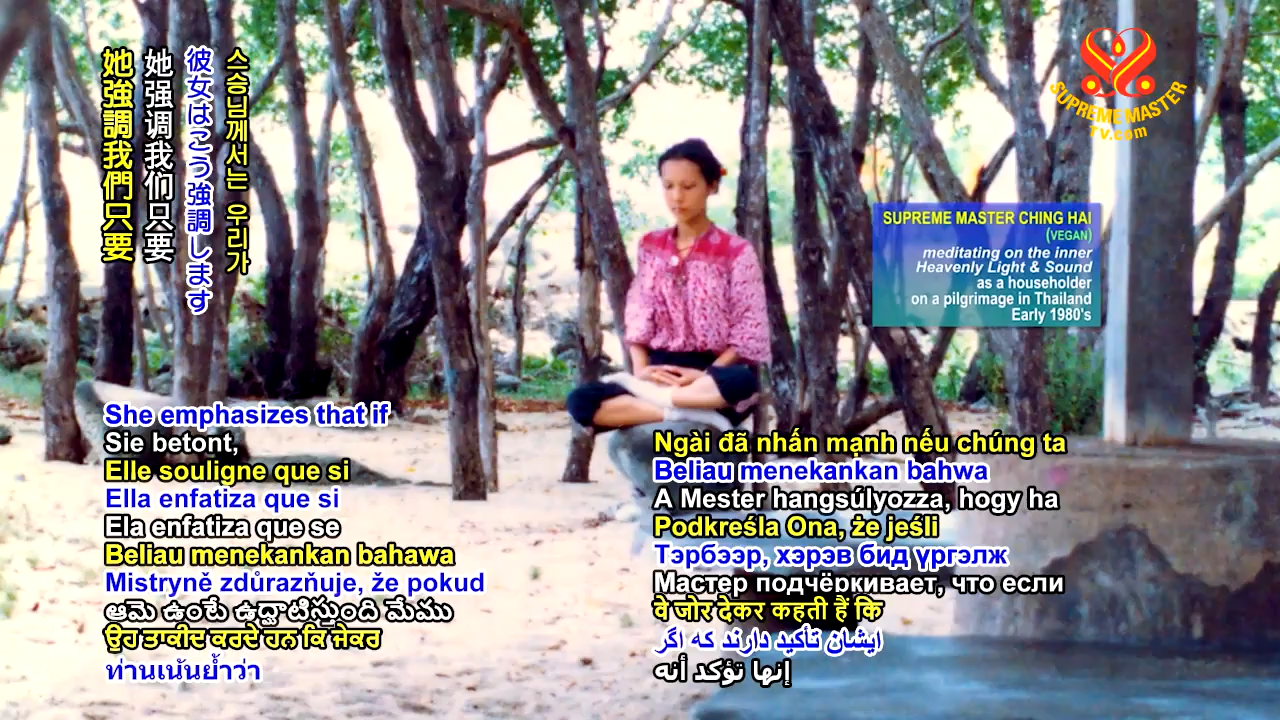 스승님께서는 우리가
彼女はこう強調します
她强调我们只要
她強調我們只要
SUPREME MASTER
TV.com
SUPREME MASTER CHING HAI
(VEGAN)
meditating on the inner
Heavenly Light & Sound
as a householder
on a pilgrimage in Thailand
Early 1980's
She emphasizes that if
Sie betont,
Elle souligne que si
Ella enfatiza que si
Ela enfatiza que se
Beliau menekankan bahawa
Mistryně zdůrazňuje, že pokud
ఆమె ఉంటే ఉద్ఘాటిస్తుంది మేము
ਉਹ ਤਾਕੀਦ ਕਰਦੇ ਹਨ ਕਿ ਜੇਕਰ
ท่านเน้นย้ำว่า
Ngài đã nhấn mạnh nếu chúng ta
Beliau menekankan bahwa
A Mester hangsúlyozza, hogy ha
Podkreśla Ona, że jeśli
Тэрбээр, хэрэв бид үргэлж
Мастер подчёркивает, что если
वे जोर देकर कहती हैं कि
ایشان تأکید دارند که اگر
إنها تؤكد أنه